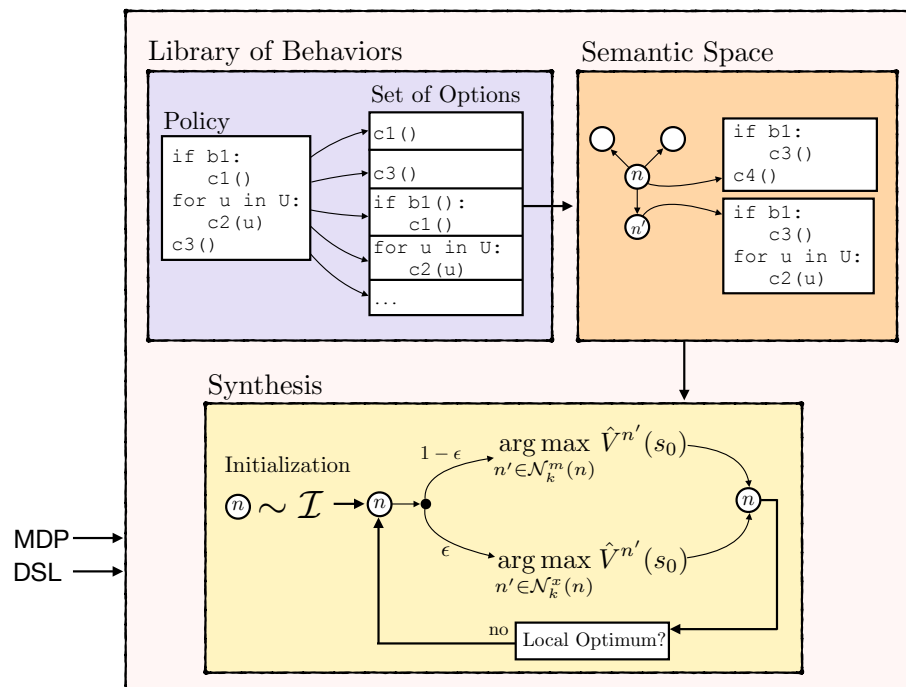 Library of Behaviors
Semantic Space
Policy
if b1:
   c1()
for u in U:
   c2(u)
c3()
Set of Options
c1()
c3()
if b1():
   c1()
for u in U:
   c2(u)
...
n
n'
if b1:
   c3()
c4()
if b1:
   c3()
for u in U:
   c2(u)
Synthesis
Initialization
n ∼ I
n
1 − ϵ
arg max V̂^{n'}(s_0)
n'∈N_k^m(n)
ϵ
arg max V̂^{n'}(s_0)
n'∈N_k^x(n)
n
no
Local Optimum?
MDP
DSL